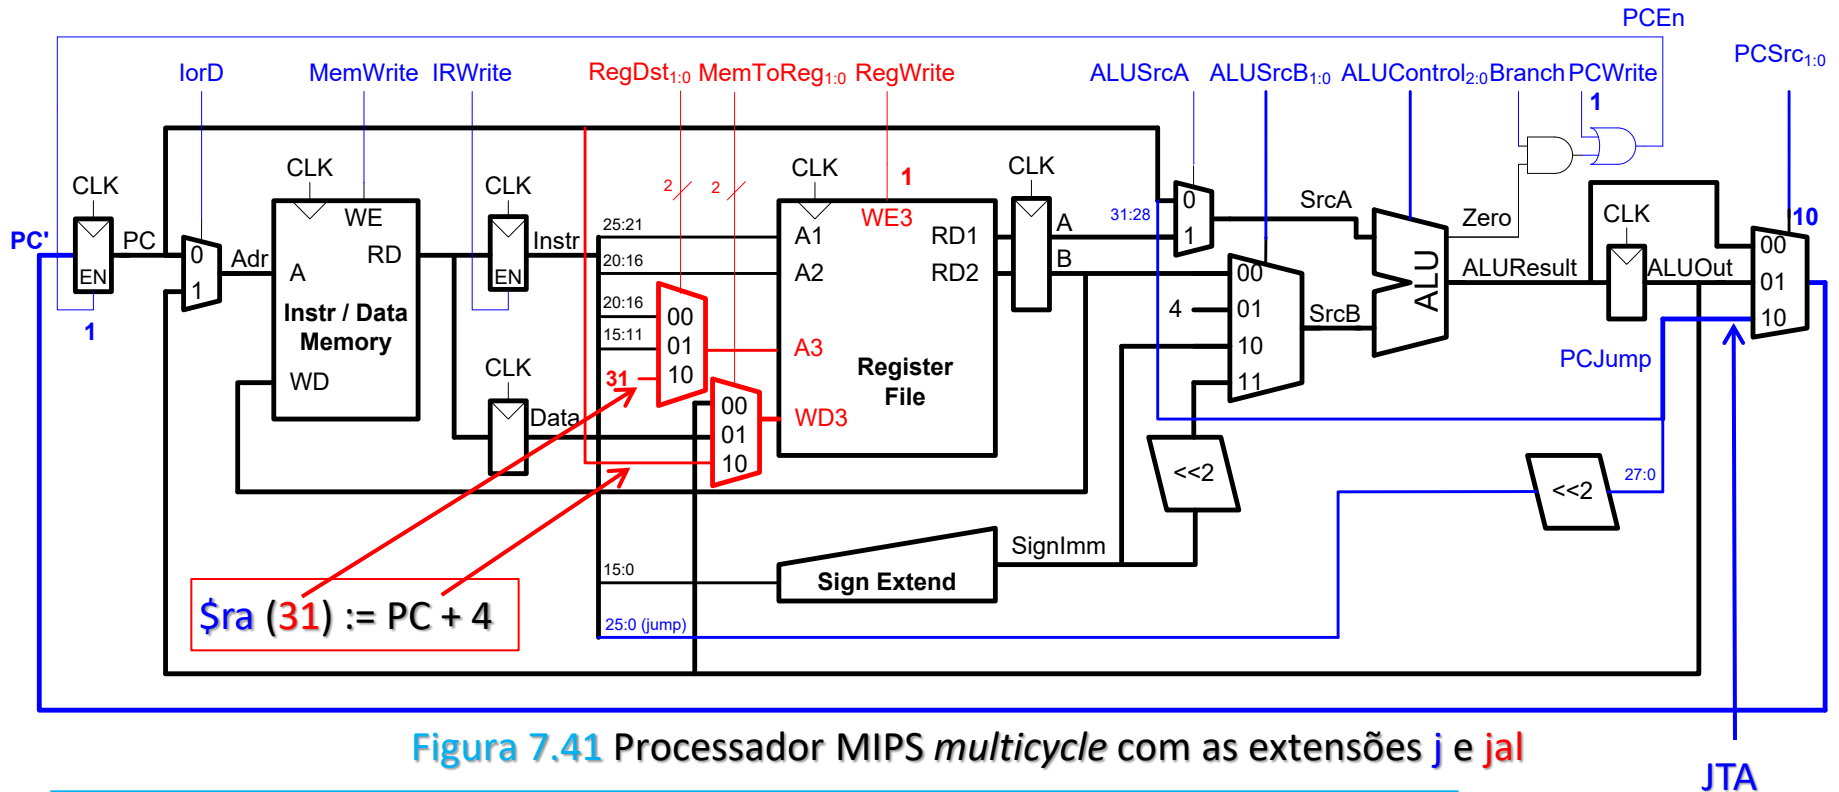 PCEn
IorD MemWrite IRWrite RegDst1:0 MemToReg1:0 RegWrite ALUSrcA ALUSrcB1:0 ALUControl2:0 Branch PCWrite PCSrc1:0
1
CLK CLK CLK CLK CLK
2 2 1
WE WE3
PC' PC 0 1 Adr A RD Instr / Data Memory WD
EN 1
EN Instr
CLK Data
25:21 A1 RD1 A
20:16 A2 RD2 B
20:16 00
15:11 01 A3
31 10
00 WD3
01
10
Register File
31:28 0 1 SrcA
00
4 01 SrcB
10
11
ALU Zero
ALUResult CLK ALUOut
10
00
01
10
PCJump
<<2 <<2 27:0
SignImm
15:0 Sign Extend
25:0 (jump)
$ra (31) := PC + 4
Figura 7.41 Processador MIPS multicycle com as extensões j e jal
JTA